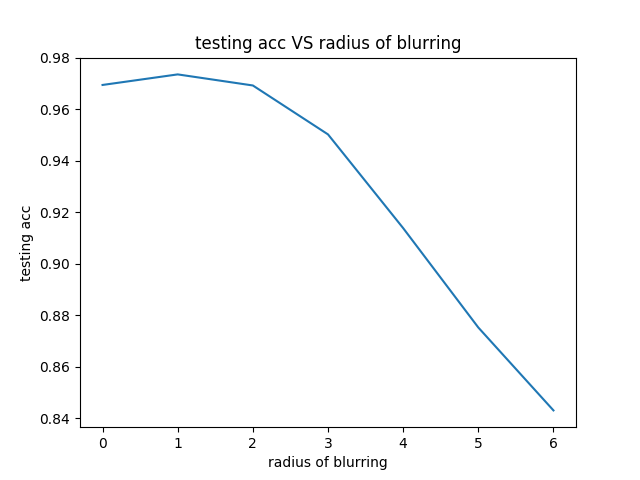 testing acc VS radius of blurring
0.98
0.96
0.94
0.92
0.90
0.88
0.86
0.84
testing acc
0 1 2 3 4 5 6
radius of blurring